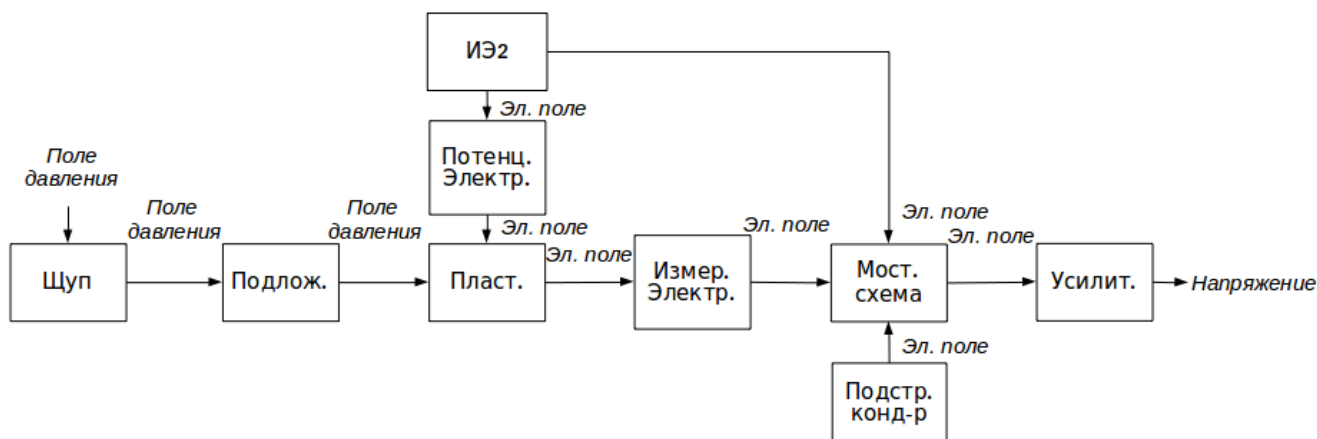 ИЭ2
Эл. поле
Потенц.
Электр.
Поле
давления
Поле
давления
Поле
давления
Эл. поле
Эл. поле
Эл. поле
Эл. поле
Эл. поле
Щуп
Подлож.
Пласт.
Измер.
Электр.
Мост.
схема
Усилит.
Напряжение
Эл. поле
Подстр.
конд-р